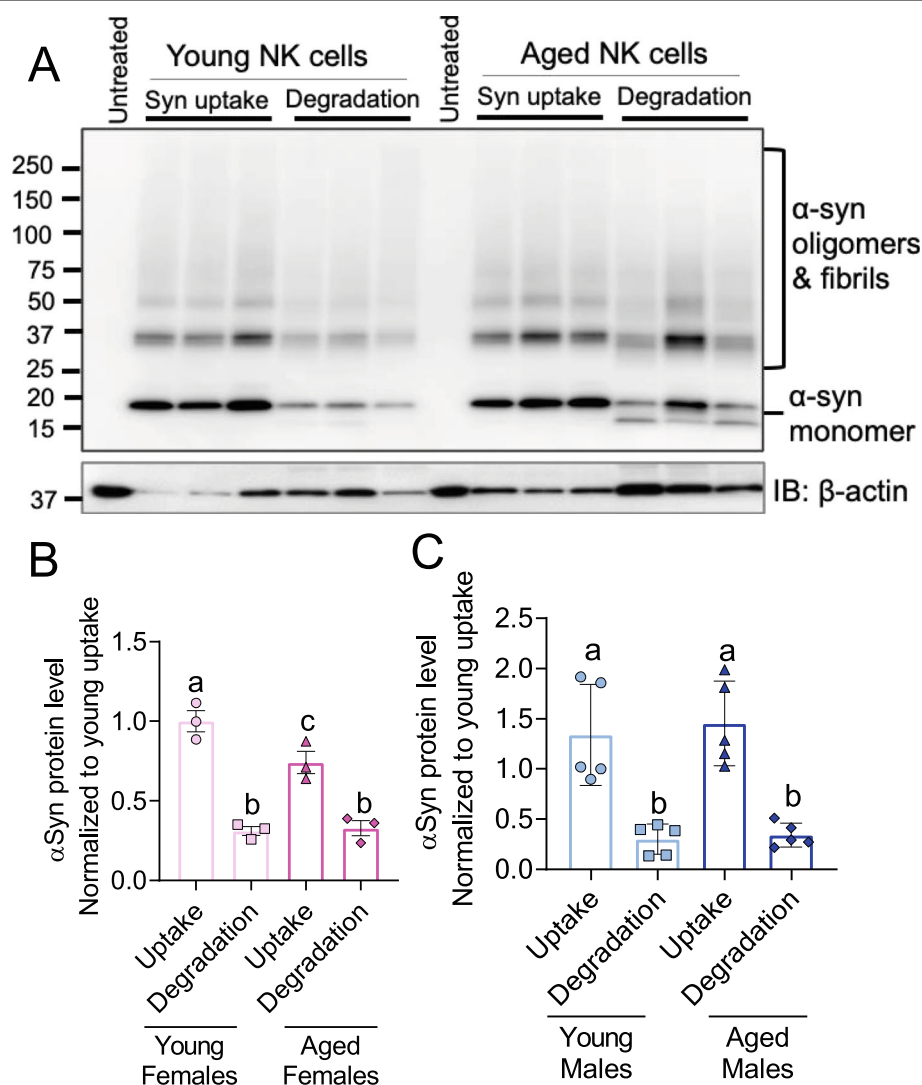 A
Untreated
Young NK cells
Syn uptake
Degradation
Untreated
Aged NK cells
Syn uptake
Degradation
250
150
100
75
50
37
25
20
15
α-syn
oligomers
& fibrils
α-syn
monomer
37
IB: β-actin
B
αSyn protein level
Normalized to young uptake
1.5
1.0
0.5
0.0
a
b
c
b
Uptake
Degradation
Uptake
Degradation
Young
Females
Aged
Females
C
αSyn protein level
Normalized to young uptake
2.5
2.0
1.5
1.0
0.5
0.0
a
b
a
b
Uptake
Degradation
Uptake
Degradation
Young
Males
Aged
Males